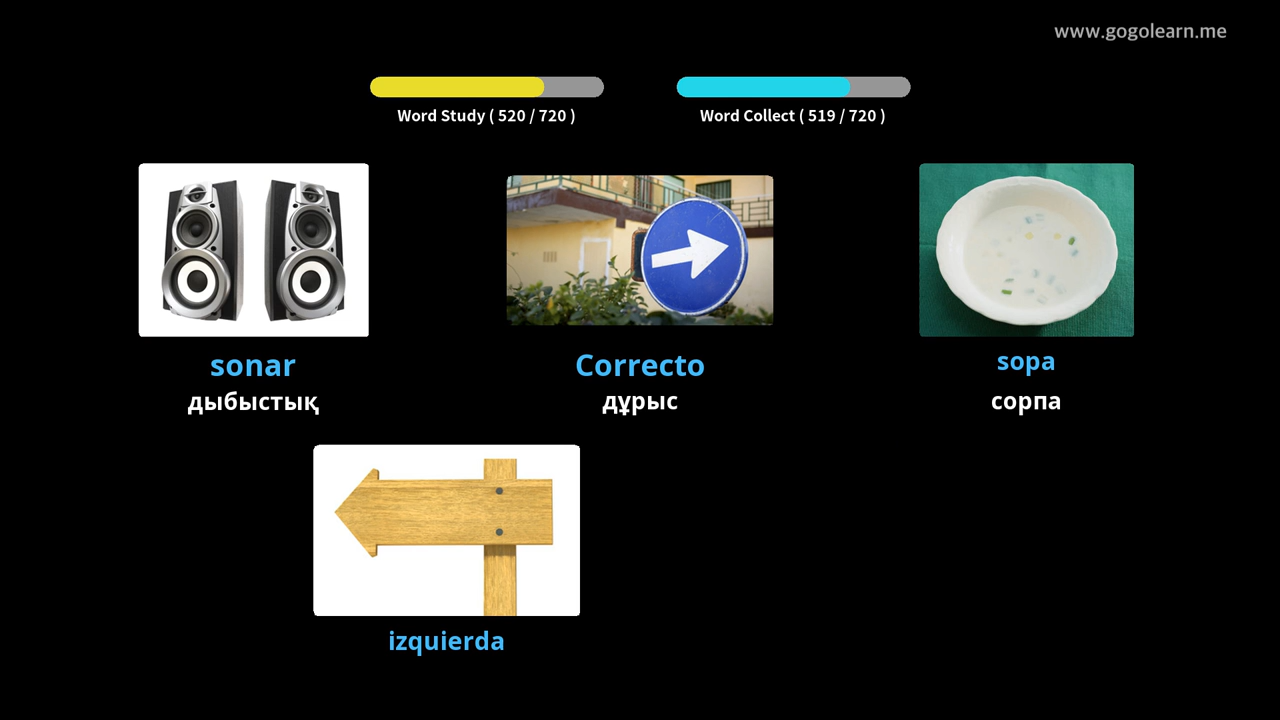 www.gogolearn.me
Word Study ( 520 / 720 )
Word Collect ( 519 / 720 )
sonar
дыбыстық
Correcto
дұрыс
sopa
сорпа
izquierda